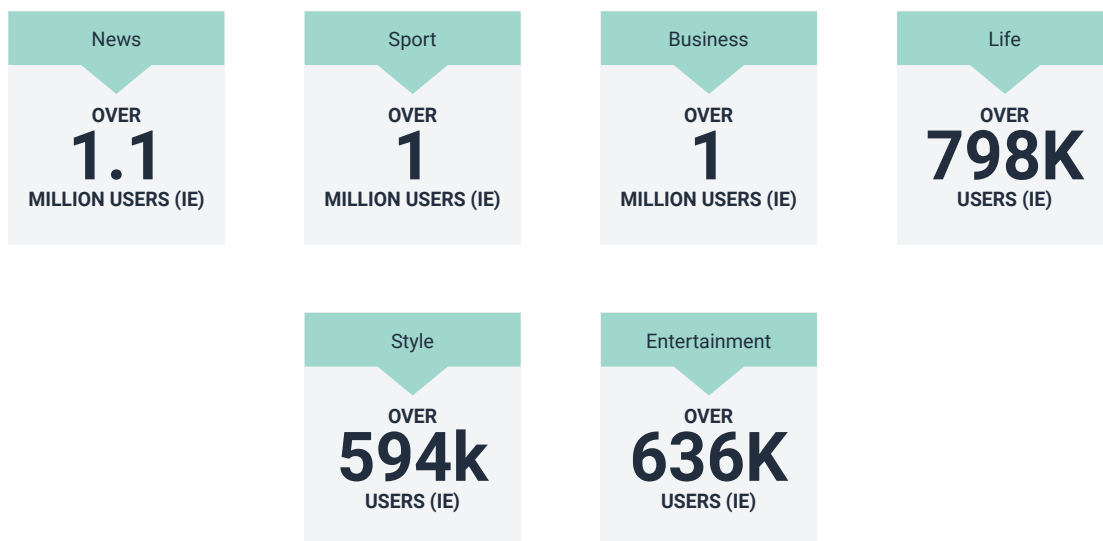 News
OVER
1.1
MILLION USERS (IE)
Sport
OVER
1
MILLION USERS (IE)
Business
OVER
1
MILLION USERS (IE)
Life
OVER
798K
USERS (IE)
Style
OVER
594k
USERS (IE)
Entertainment
OVER
636K
USERS (IE)